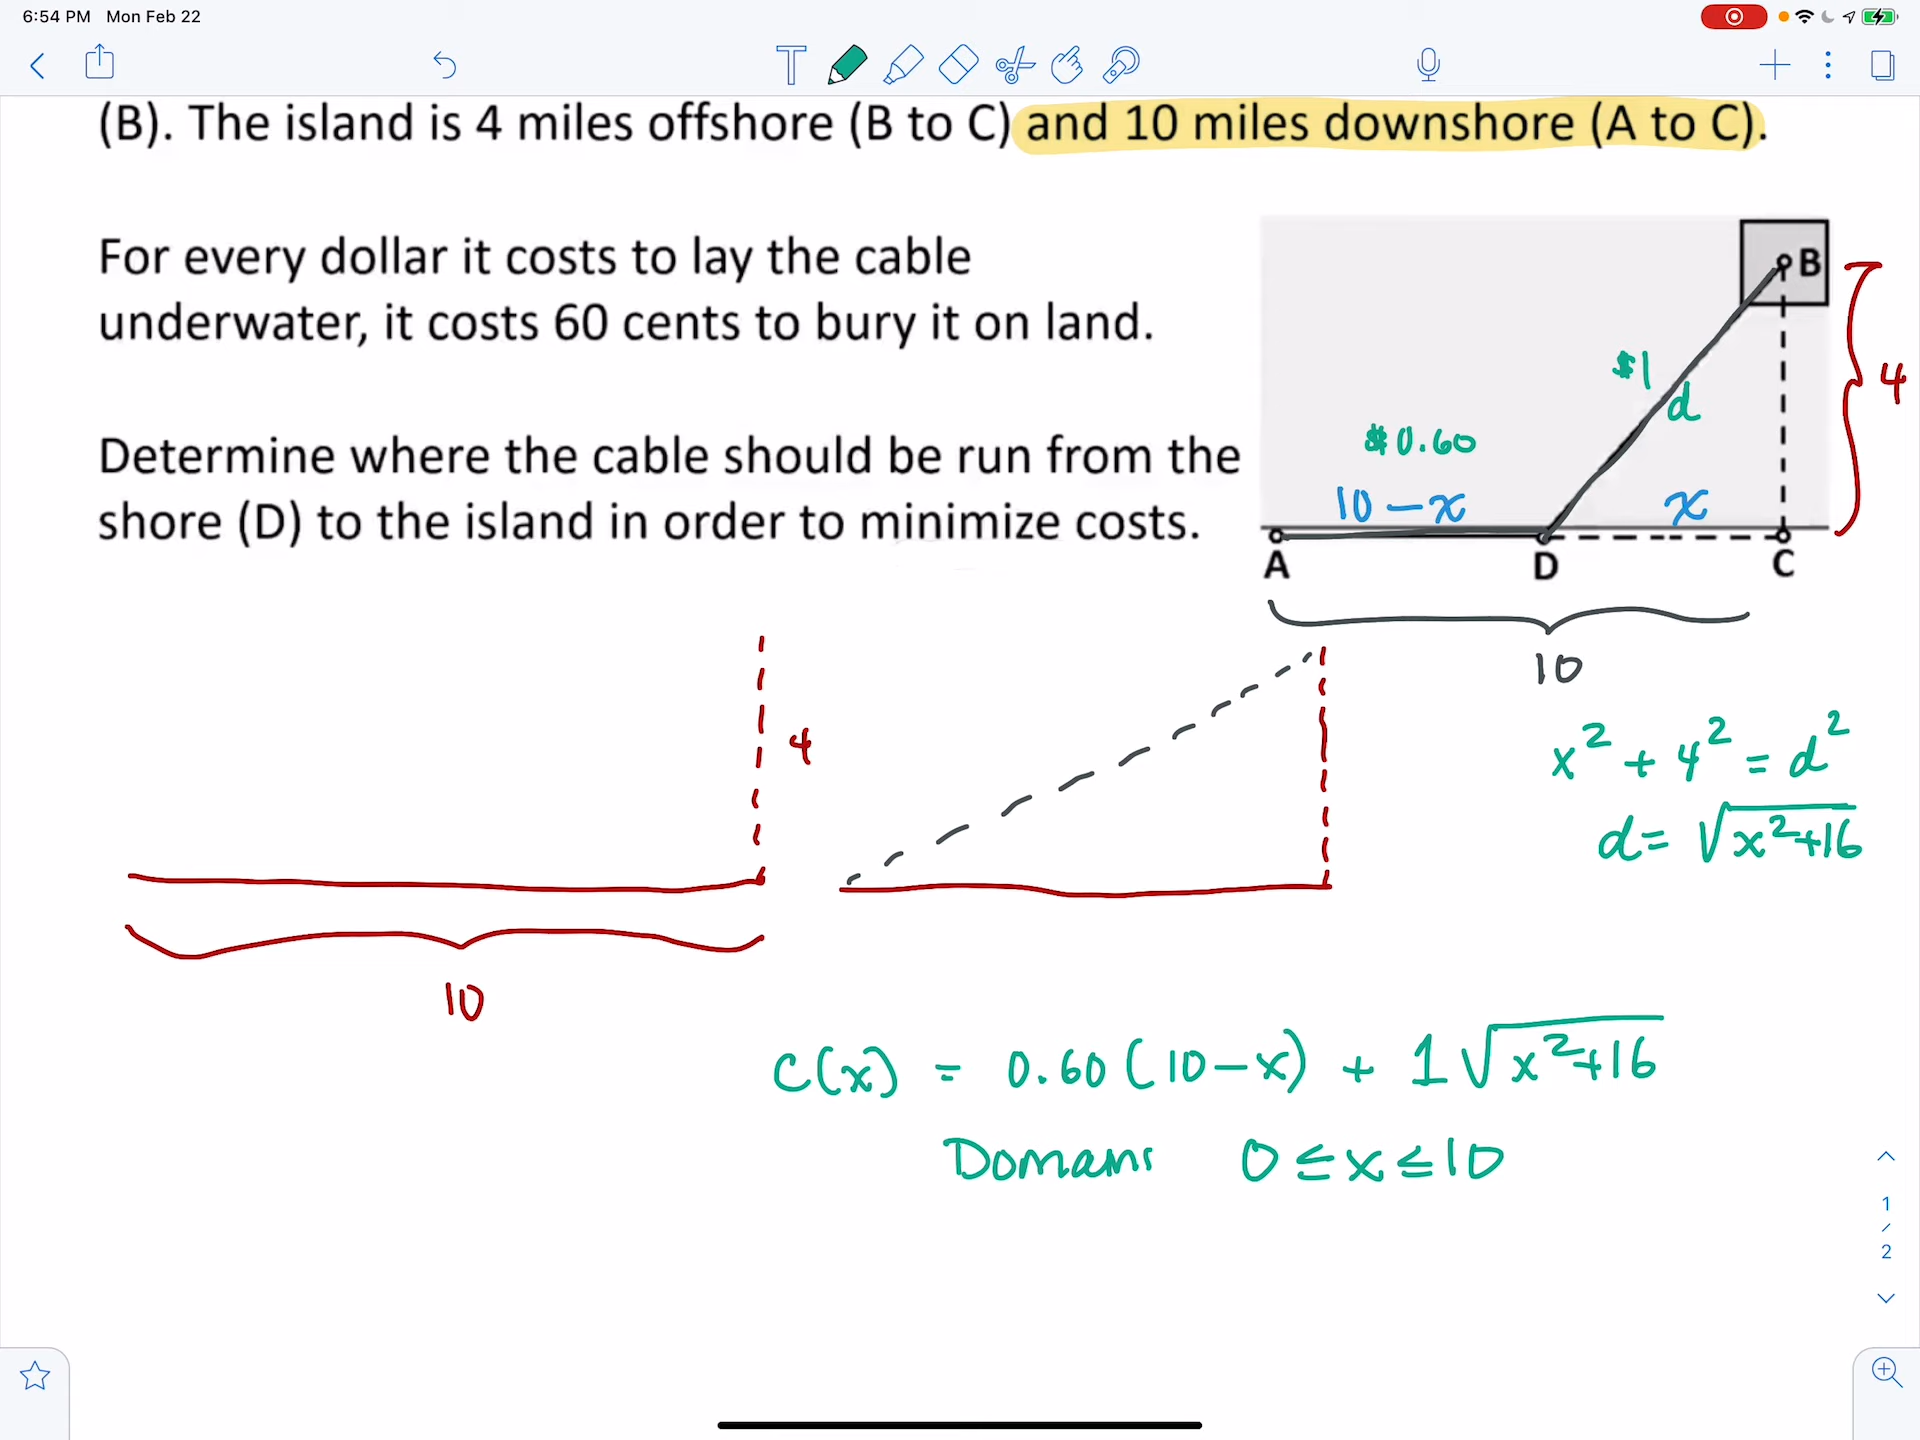 6:54 PM Mon Feb 22
(B). The island is 4 miles offshore (B to C) and 10 miles downshore (A to C).
For every dollar it costs to lay the cable
underwater, it costs 60 cents to bury it on land.
Determine where the cable should be run from the
shore (D) to the island in order to minimize costs.
B
$1
d
4
$0.60
10-x
x
A
D
C
10
4
10
x² + 4² = d²
d = √x²+16
C(x) = 0.60 (10-x) + 1√x²+16
Domain 0 ≤ x ≤ 10
1
/
2